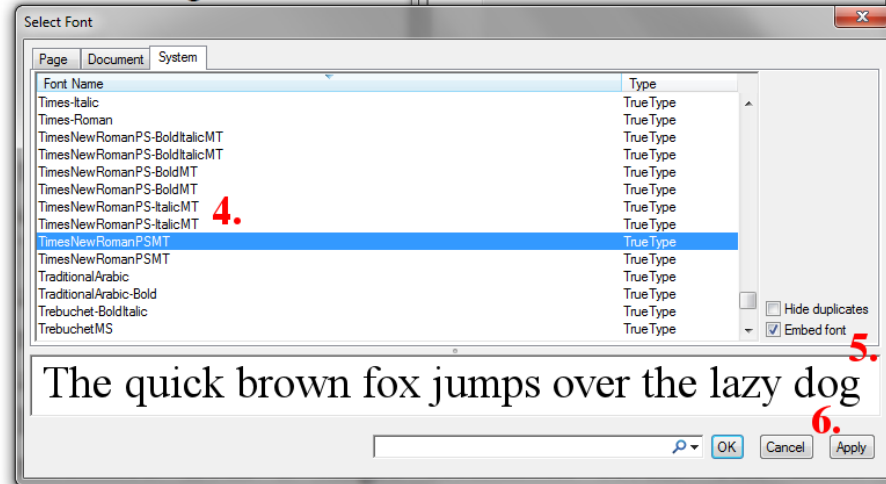 Select Font
Page Document System
Font Name Type
Times-Italic TrueType
Times-Roman TrueType
TimesNewRomanPS-BoldItalicMT TrueType
TimesNewRomanPS-BoldItalicMT TrueType
TimesNewRomanPS-BoldMT TrueType
TimesNewRomanPS-BoldMT TrueType
TimesNewRomanPS-ItalicMT TrueType
4.
TimesNewRomanPS-ItalicMT TrueType
TimesNewRomanPSMT TrueType
TimesNewRomanPSMT TrueType
TraditionalArabic TrueType
TraditionalArabic-Bold TrueType
Trebuchet-BoldItalic TrueType
Hide duplicates
TrebuchetMS TrueType
Embed font
5.
The quick brown fox jumps over the lazy dog
6.
OK Cancel Apply